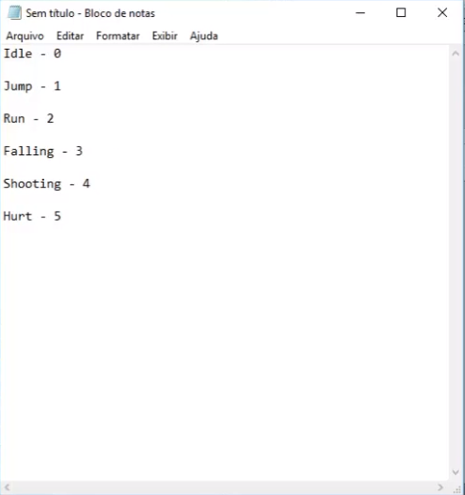 Sem título - Bloco de notas
Arquivo Editar Formatar Exibir Ajuda
Idle - 0
Jump - 1
Run - 2
Falling - 3
Shooting - 4
Hurt - 5